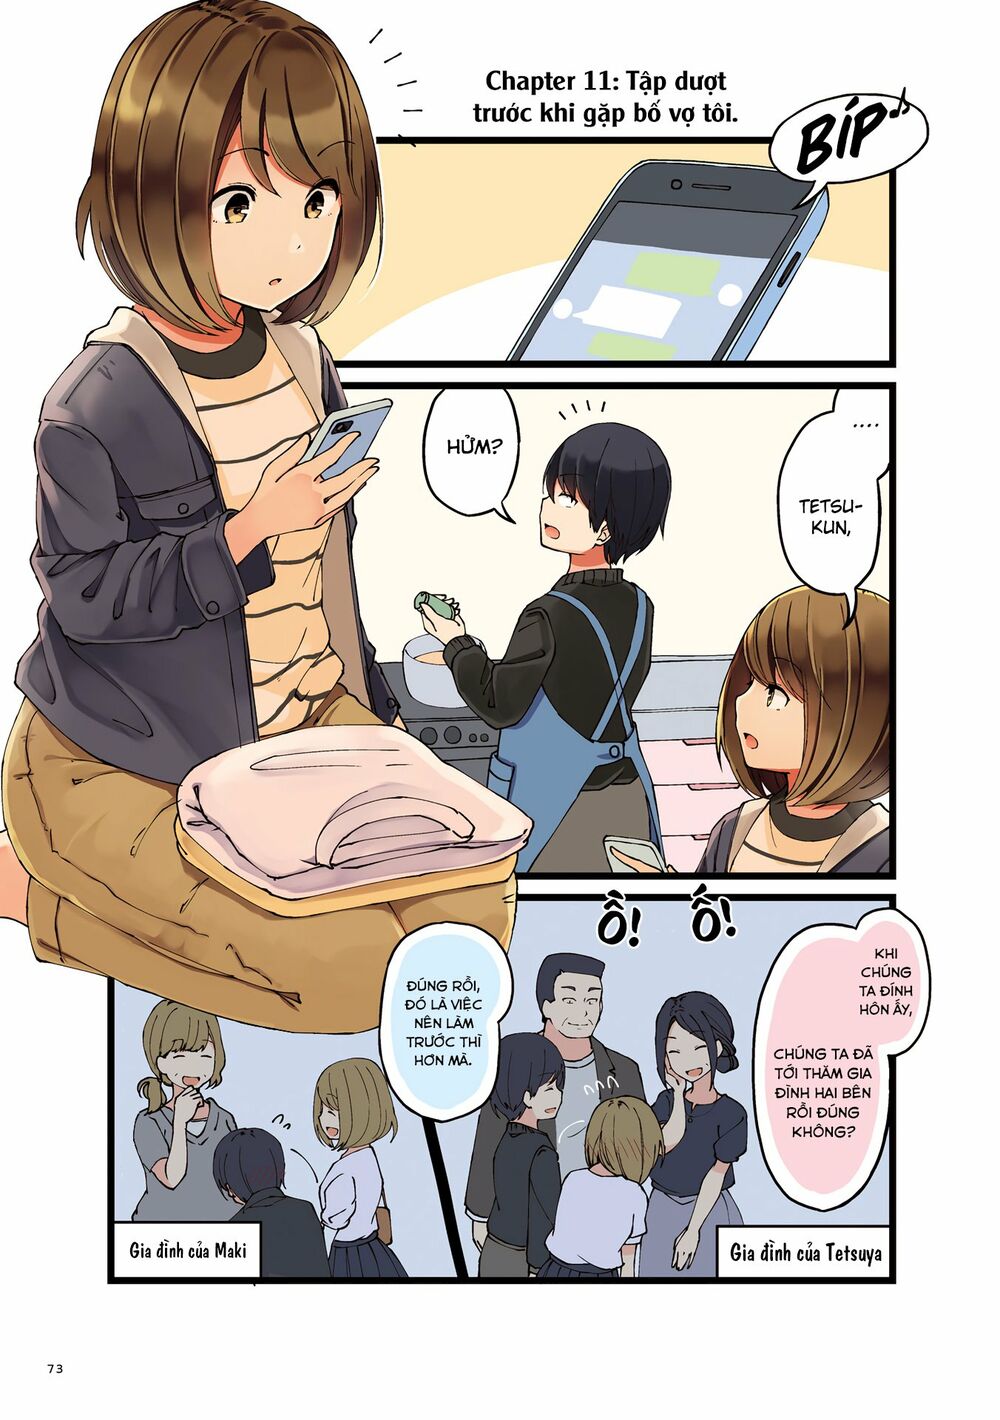 Chapter 11: Tập dượt
trước khi gặp bố vợ tôi.
BÍP♪
....
TETSU-
KUN,
HỬM?
KHI
CHÚNG
TA ĐÍNH
HÔN ẤY,
CHÚNG TA ĐÃ
TỚI THĂM GIA
ĐÌNH HAI BÊN
RỒI ĐÚNG
KHÔNG?
Ố!
Ồ!
ĐÚNG RỒI,
ĐÓ LÀ VIỆC
NÊN LÀM
TRƯỚC THÌ
HƠN MÀ.
Gia đình của Tetsuya
Gia đình của Maki
73